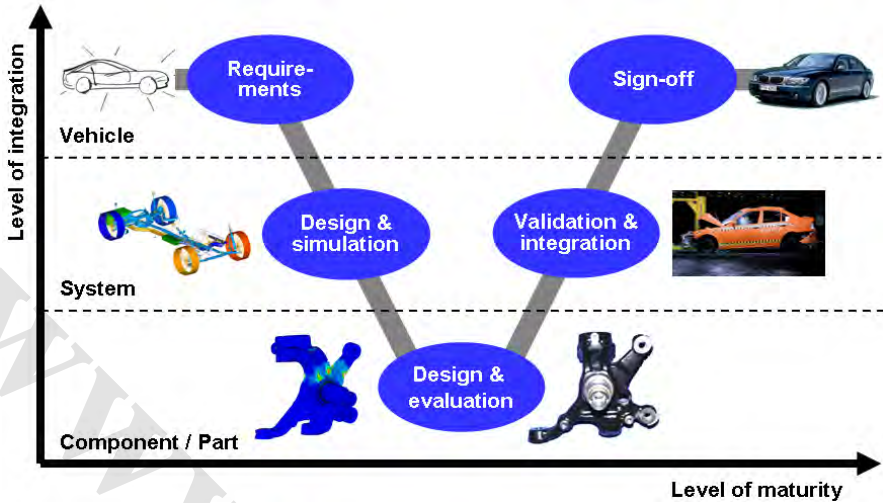 Level of integration
Require-
ments
Sign-off
Vehicle
Design &
simulation
Validation &
integration
System
Design &
evaluation
Component / Part
Level of maturity